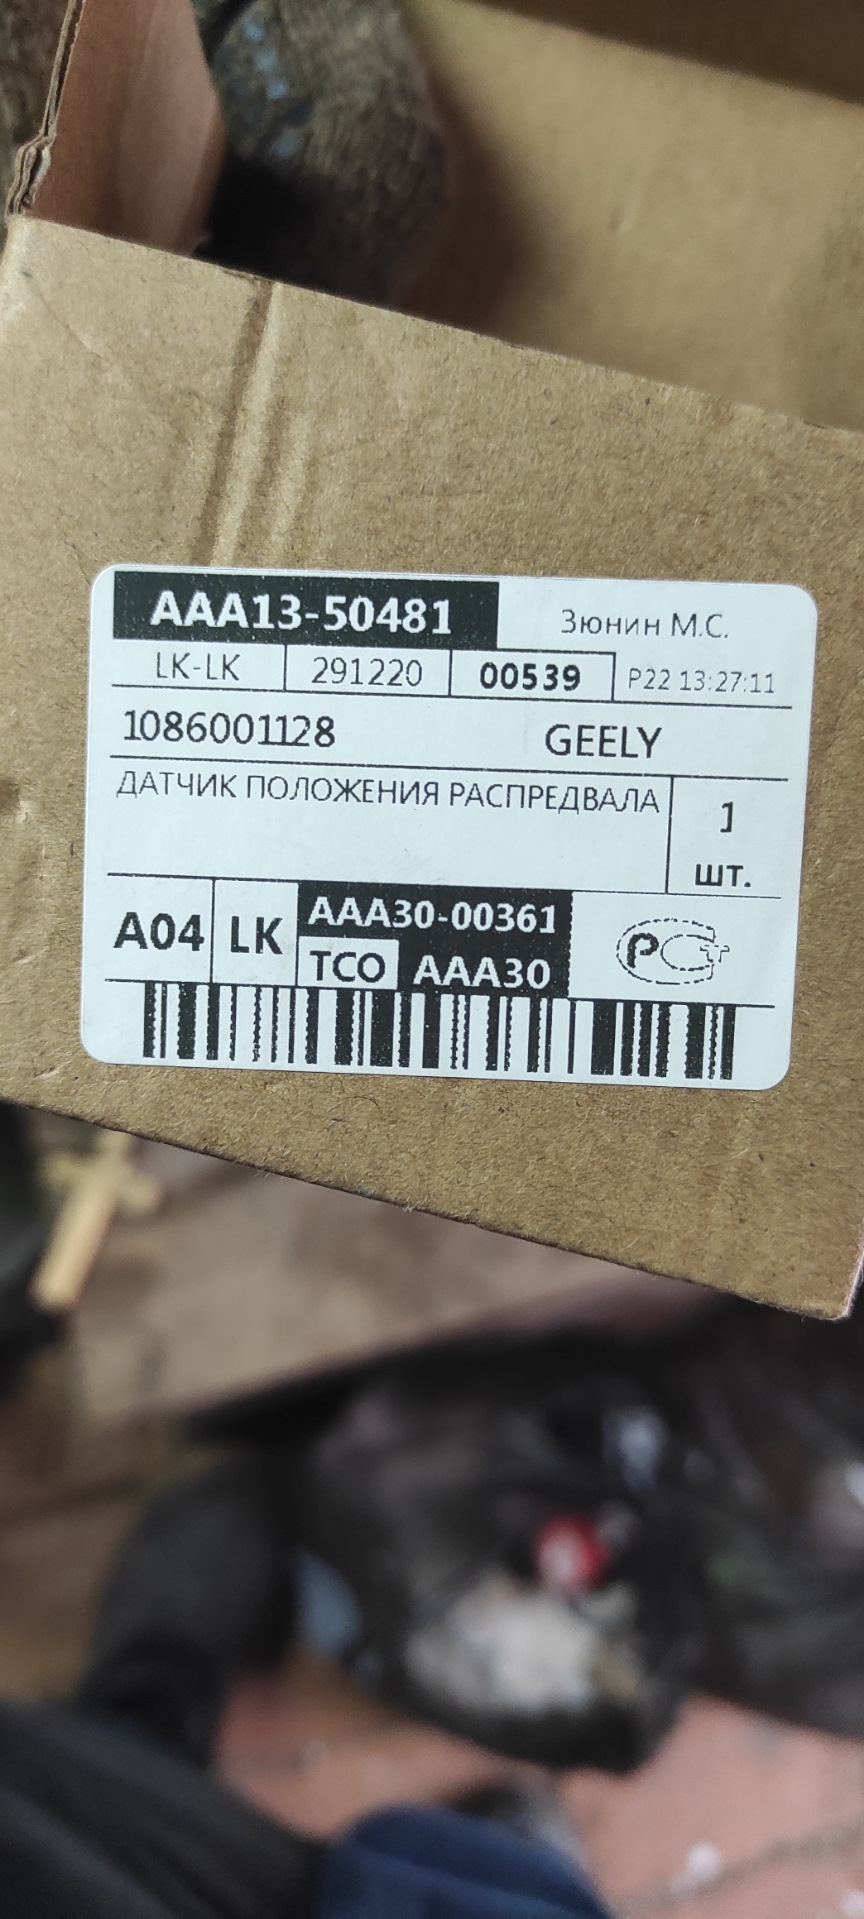 AAA13-50481 Зюнин М.С.
LK-LK 291220 00539 P22 13:27:11
1086001128 GEELY
ДАТЧИК ПОЛОЖЕНИЯ РАСПРЕДВАЛА 1
шт.
A04 LK AAA30-00361
TCO AAA30
РСТ